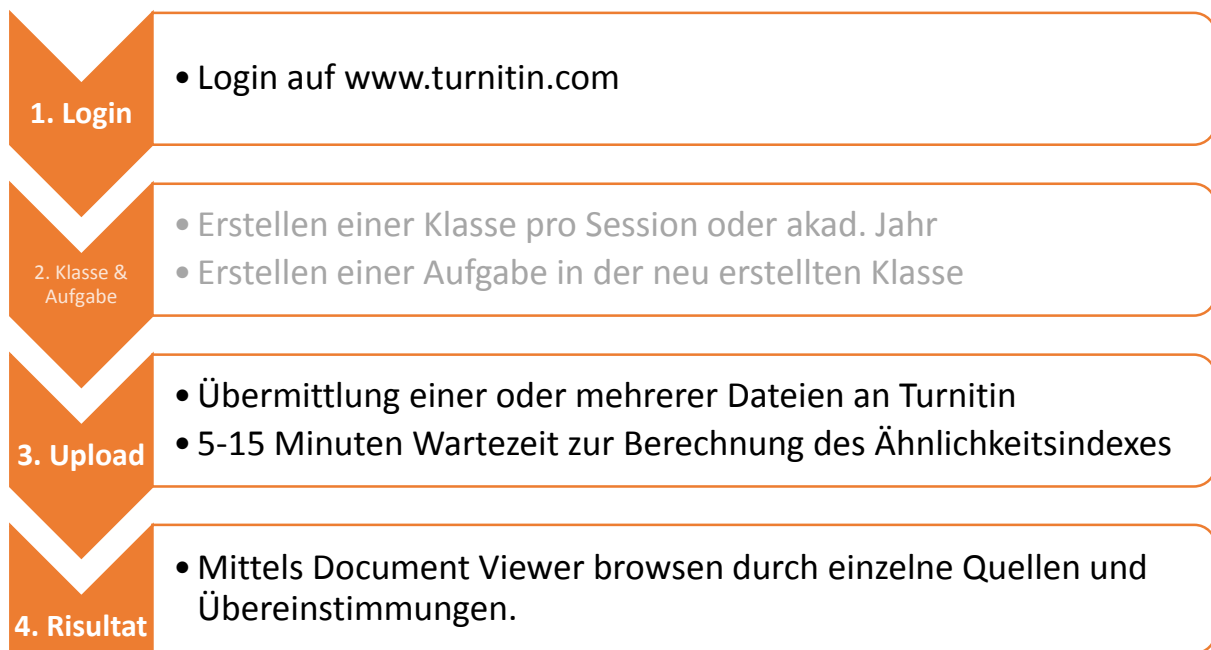 1. Login
• Login auf www.turnitin.com
2. Klasse &
Aufgabe
• Erstellen einer Klasse pro Session oder akad. Jahr
• Erstellen einer Aufgabe in der neu erstellten Klasse
3. Upload
• Übermittlung einer oder mehrerer Dateien an Turnitin
• 5-15 Minuten Wartezeit zur Berechnung des Ähnlichkeitsindexes
4. Risultat
• Mittels Document Viewer browsen durch einzelne Quellen und
Übereinstimmungen.